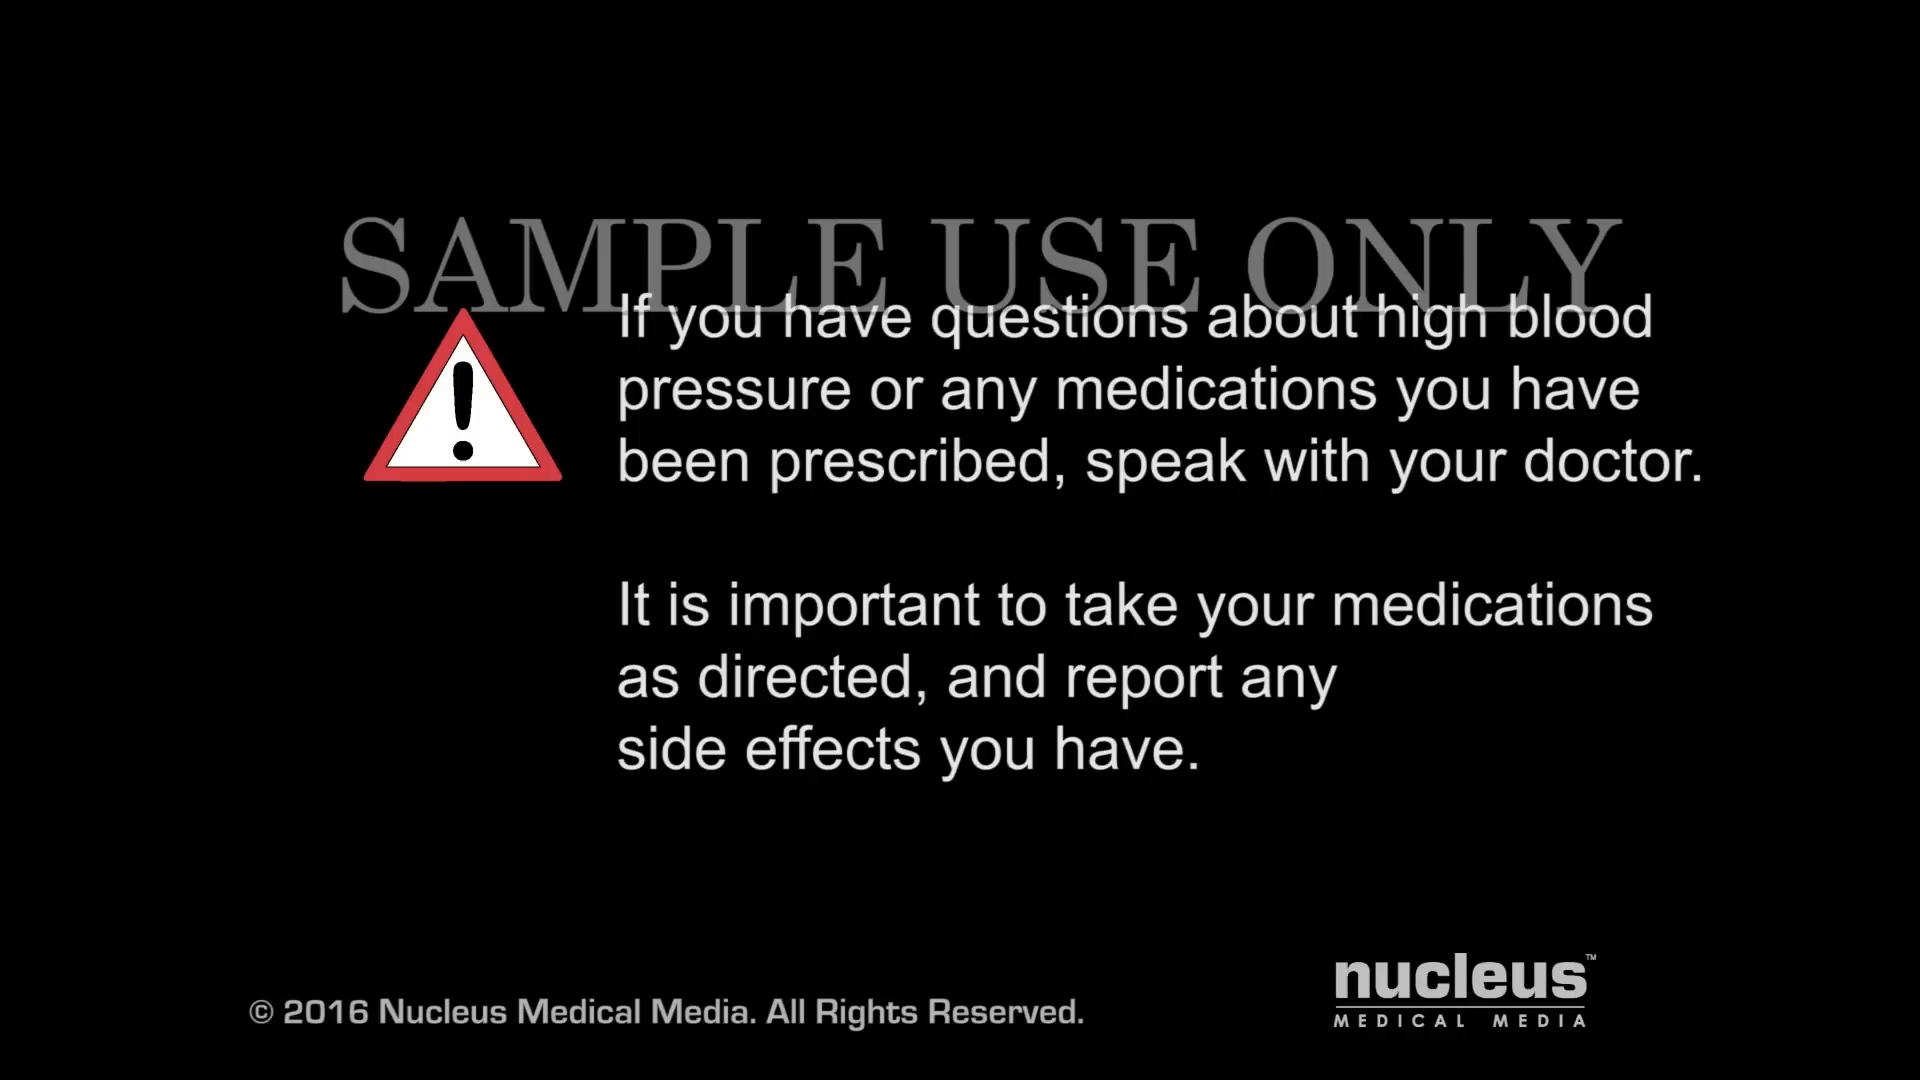 SAMPLE USE ONLY
If you have questions about high blood
pressure or any medications you have
been prescribed, speak with your doctor.
It is important to take your medications
as directed, and report any
side effects you have.
© 2016 Nucleus Medical Media. All Rights Reserved.
nucleus™
MEDICAL MEDIA